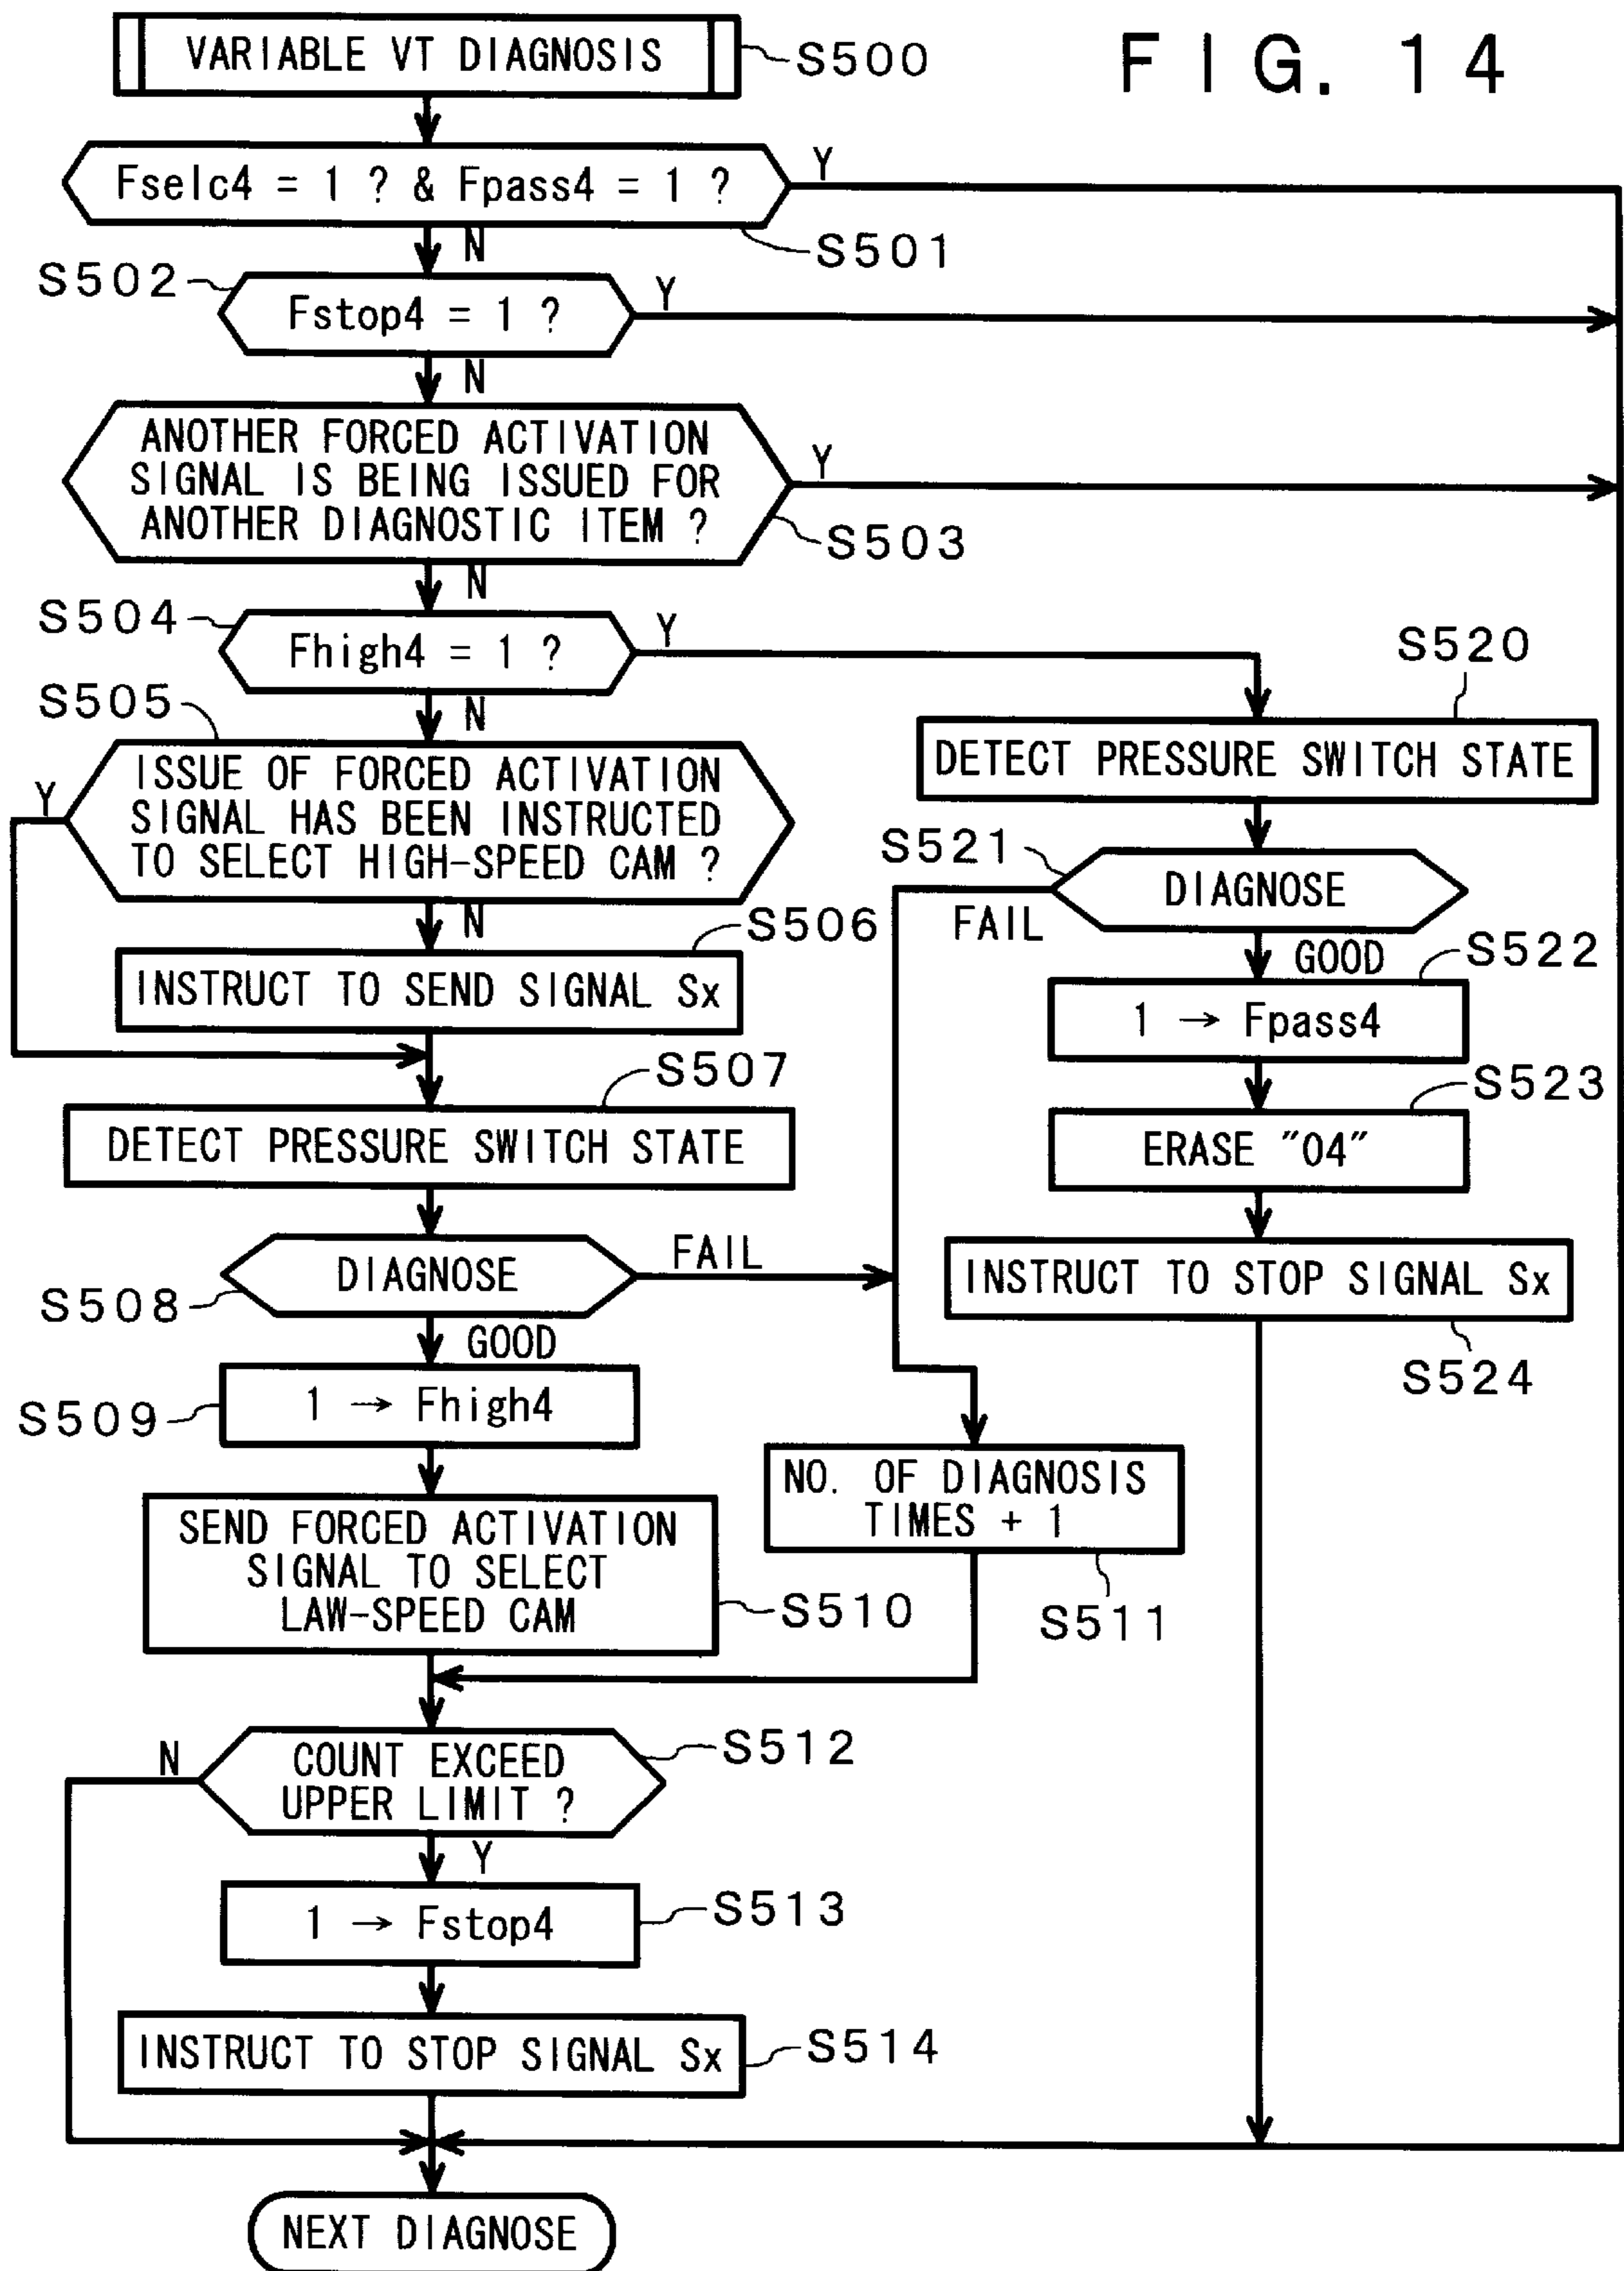 FIG. 14
VARIABLE VT DIAGNOSIS
S500
Fselc4 = 1 ? & Fpass4 = 1 ?
Y
N
S501
S502
Fstop4 = 1 ?
Y
N
ANOTHER FORCED ACTIVATION
SIGNAL IS BEING ISSUED FOR
ANOTHER DIAGNOSTIC ITEM ?
Y
S503
N
S504
Fhigh4 = 1 ?
Y
N
S505
ISSUE OF FORCED ACTIVATION
SIGNAL HAS BEEN INSTRUCTED
TO SELECT HIGH-SPEED CAM ?
Y
N
S506
INSTRUCT TO SEND SIGNAL Sx
S507
DETECT PRESSURE SWITCH STATE
DIAGNOSE
FAIL
S508
GOOD
1 → Fhigh4
S509
SEND FORCED ACTIVATION
SIGNAL TO SELECT
LAW-SPEED CAM
S510
NO. OF DIAGNOSIS
TIMES + 1
S511
COUNT EXCEED
UPPER LIMIT ?
N
S512
Y
1 → Fstop4
S513
INSTRUCT TO STOP SIGNAL Sx
S514
NEXT DIAGNOSE
S520
DETECT PRESSURE SWITCH STATE
S521
DIAGNOSE
FAIL
GOOD
S522
1 → Fpass4
S523
ERASE "04"
INSTRUCT TO STOP SIGNAL Sx
S524